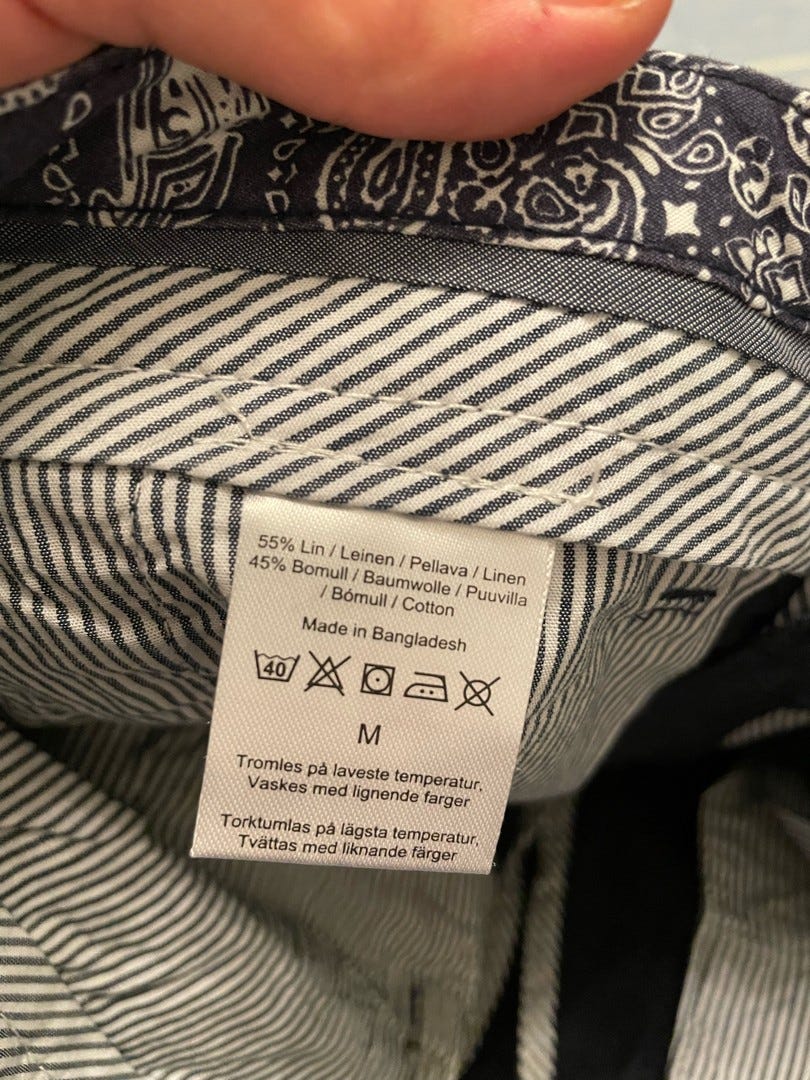 55% Lin / Leinen / Pellava / Linen
45% Bomull / Baumwolle / Puuvilla
/ Bómull / Cotton
Made in Bangladesh
40
M
Tromles på laveste temperatur.
Vaskes med lignende farger
Torktumlas på lägsta temperatur.
Tvättas med liknande färger